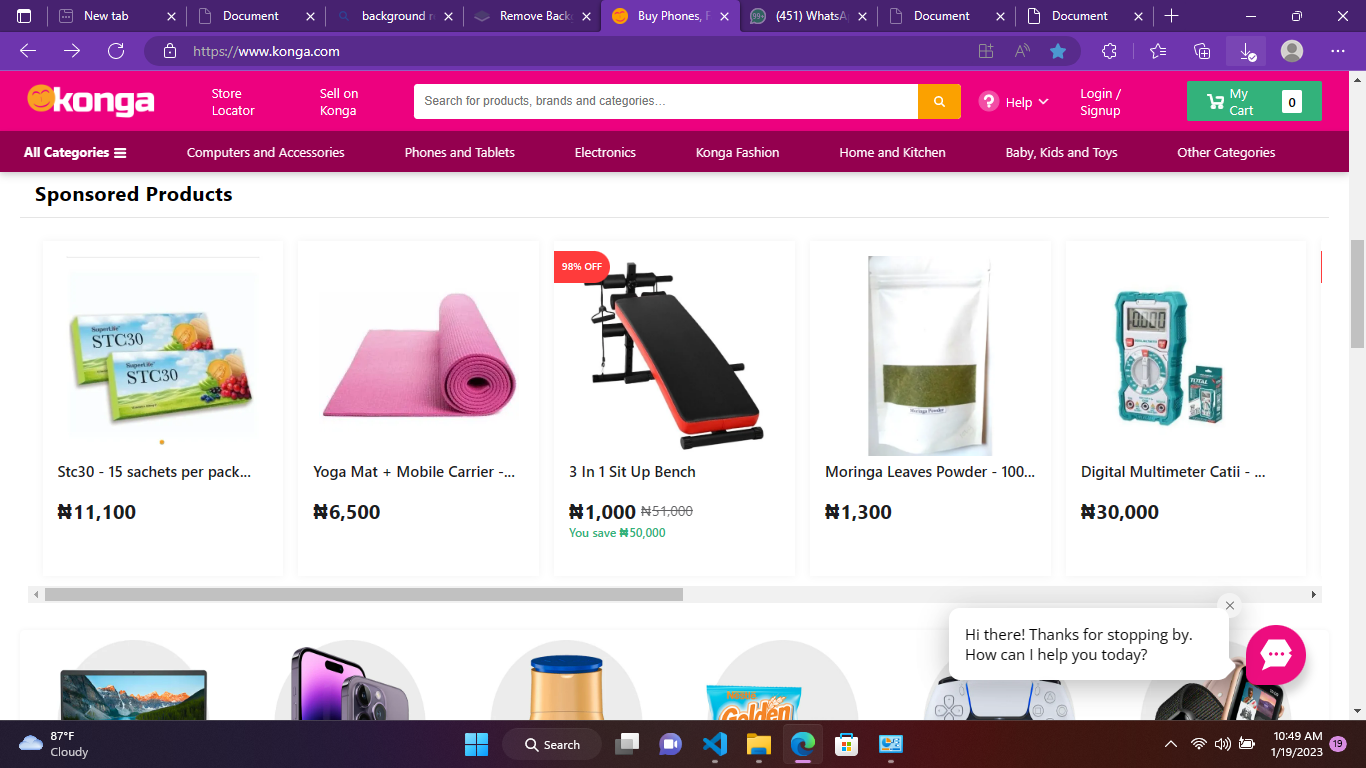 New tab
Document
background r
Remove Back
Buy Phones, F
(451) WhatsA
Document
Document
https://www.konga.com
konga
Store Locator
Sell on Konga
Search for products, brands and categories…
Help
Login / Signup
My Cart
0
All Categories
Computers and Accessories
Phones and Tablets
Electronics
Konga Fashion
Home and Kitchen
Baby, Kids and Toys
Other Categories
Sponsored Products
SuperLife
STC30
SuperLife
STC30
98% OFF
Moringa Powder
0.000
TOTAL
Stc30 - 15 sachets per pack...
Yoga Mat + Mobile Carrier -...
3 In 1 Sit Up Bench
Moringa Leaves Powder - 100...
Digital Multimeter Catii - ...
₦11,100
₦6,500
₦1,000 ₦51,000
You save ₦50,000
₦1,300
₦30,000
Hi there! Thanks for stopping by.
How can I help you today?
Golden
87°F
Cloudy
Search
10:49 AM
1/19/2023
19